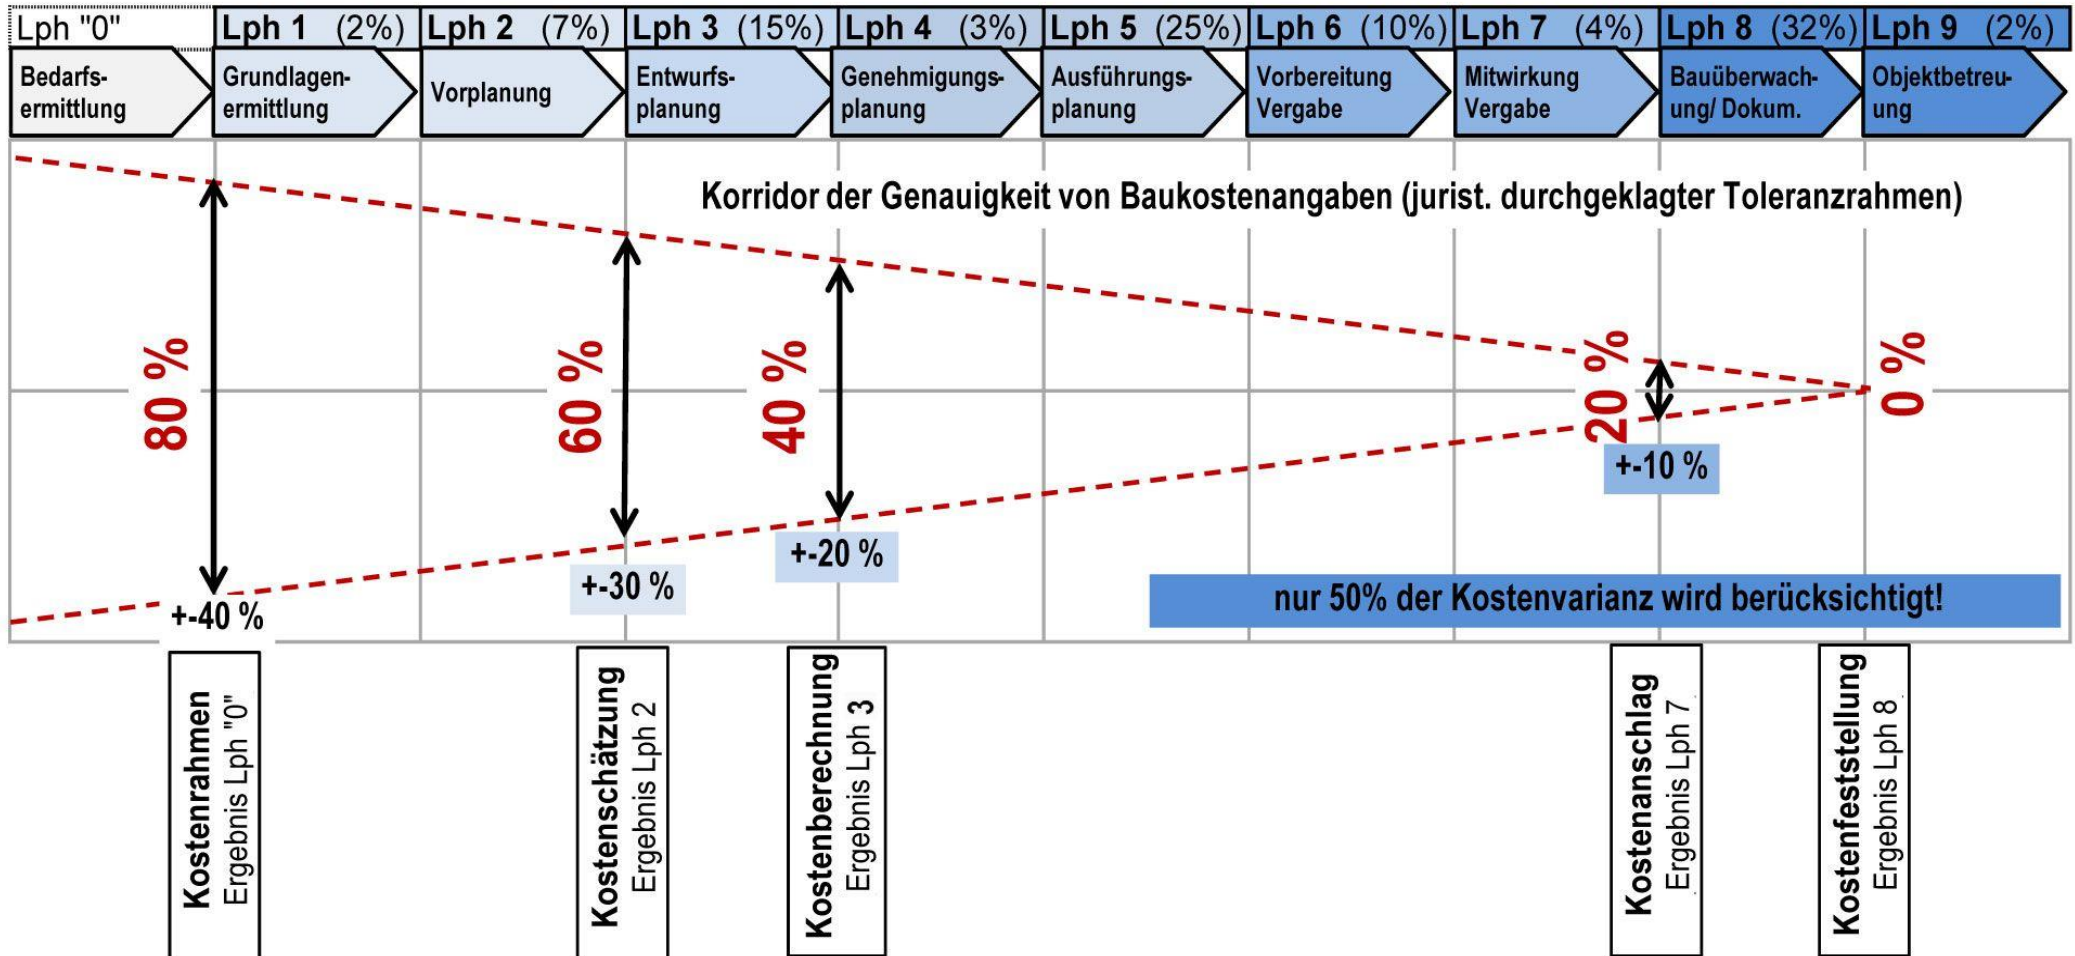 Lph "0"
Lph 1 (2%)
Lph 2 (7%)
Lph 3 (15%)
Lph 4 (3%)
Lph 5 (25%)
Lph 6 (10%)
Lph 7 (4%)
Lph 8 (32%)
Lph 9 (2%)
Bedarfs-
ermittlung
Grundlagen-
ermittlung
Vorplanung
Entwurfs-
planung
Genehmigungs-
planung
Ausführungs-
planung
Vorbereitung
Vergabe
Mitwirkung
Vergabe
Bauüberwach-
ung/ Dokum.
Objektbetreu-
ung
Korridor der Genauigkeit von Baukostenangaben (jurist. durchgeklagter Toleranzrahmen)
80 %
60 %
40 %
20 %
0 %
+-40 %
+-30 %
+-20 %
+-10 %
nur 50% der Kostenvarianz wird berücksichtigt!
Kostenrahmen
Ergebnis Lph "0"
Kostenschätzung
Ergebnis Lph 2
Kostenberechnung
Ergebnis Lph 3
Kostenanschlag
Ergebnis Lph 7
Kostenfeststellung
Ergebnis Lph 8